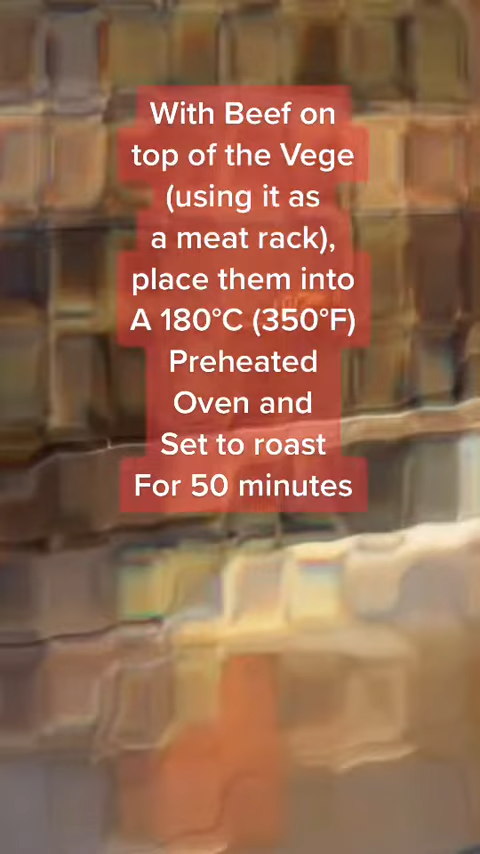 With Beef on
top of the Vege
(using it as
a meat rack),
place them into
A 180°C (350°F)
Preheated
Oven and
Set to roast
For 50 minutes